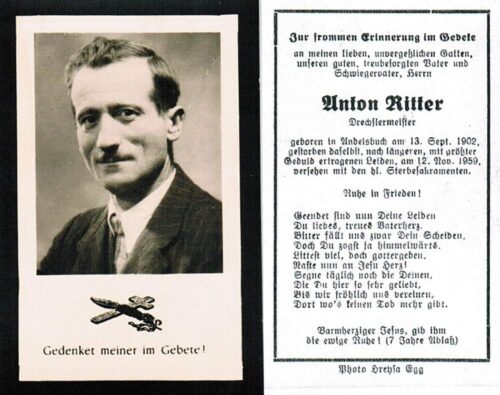 Gedenket meiner im Gebete!
Zur frommen Erinnerung im Gebete
an meinen lieben, unvergeßlichen Gatten,
unseren guten, treubesorgten Vater und
Schwiegervater, Herrn
Anton Ritter
Drechslermeister
geboren in Andelsbuch am 13. Sept. 1902,
gestorben daselbst, nach längeren, mit größter
Geduld ertragenen Leiden, am 12. Nov. 1959,
versehen mit den hl. Sterbesakramenten.
Ruhe in Frieden!
Geendet sind nun Deine Leiden
Du liebes, treues Vaterherz.
Bitter fällt uns zwar Dein Scheiden,
Doch Du zogst ja himmelwärts.
Littest viel, doch gottergeben,
Raste nun an Jesu Herz!
Segne täglich noch die Deinen,
Die Du hier so sehr geliebt,
Bis wir fröhlich uns vereinen,
Dort wo's keinen Tod mehr gibt.
Barmherziger Jesus, gib ihm
die ewige Ruhe! (7 Jahre Ablaß)
Photo Hreysa Egg